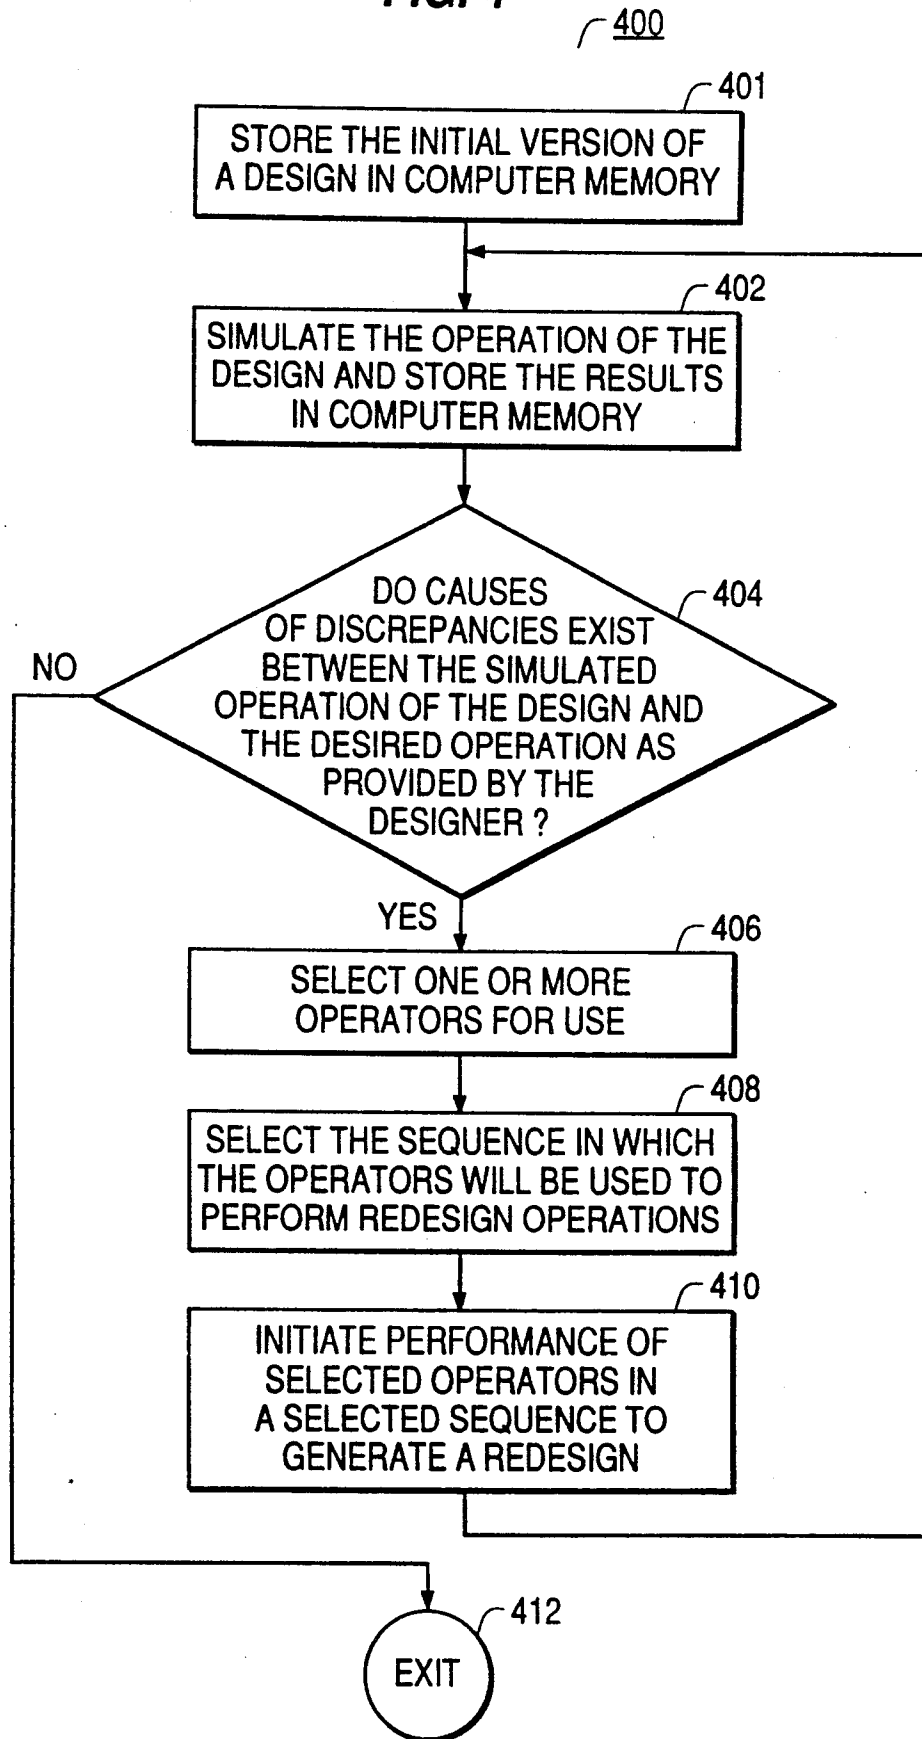 400
401
STORE THE INITIAL VERSION OF
A DESIGN IN COMPUTER MEMORY
402
SIMULATE THE OPERATION OF THE
DESIGN AND STORE THE RESULTS
IN COMPUTER MEMORY
404
DO CAUSES
OF DISCREPANCIES EXIST
BETWEEN THE SIMULATED
OPERATION OF THE DESIGN AND
THE DESIRED OPERATION AS
PROVIDED BY THE
DESIGNER ?
NO
YES
406
SELECT ONE OR MORE
OPERATORS FOR USE
408
SELECT THE SEQUENCE IN WHICH
THE OPERATORS WILL BE USED TO
PERFORM REDESIGN OPERATIONS
410
INITIATE PERFORMANCE OF
SELECTED OPERATORS IN
A SELECTED SEQUENCE TO
GENERATE A REDESIGN
412
EXIT